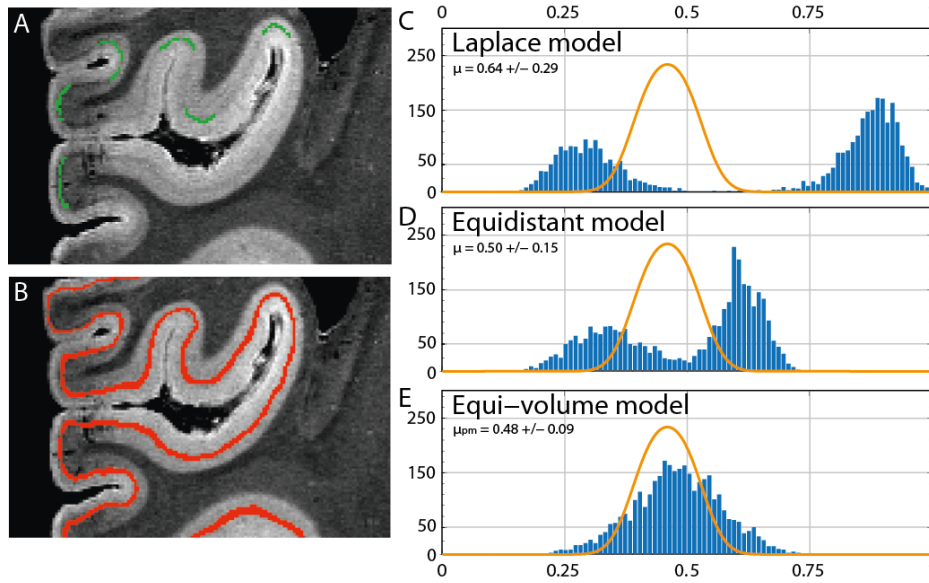 A
B
C
0 0.25 0.5 0.75
250
150
50
0
Laplace model
μ = 0.64 +/− 0.29
D
250
150
50
0
Equidistant model
μ = 0.50 +/− 0.15
E
250
150
50
0
Equi−volume model
μpm = 0.48 +/− 0.09
0 0.25 0.5 0.75